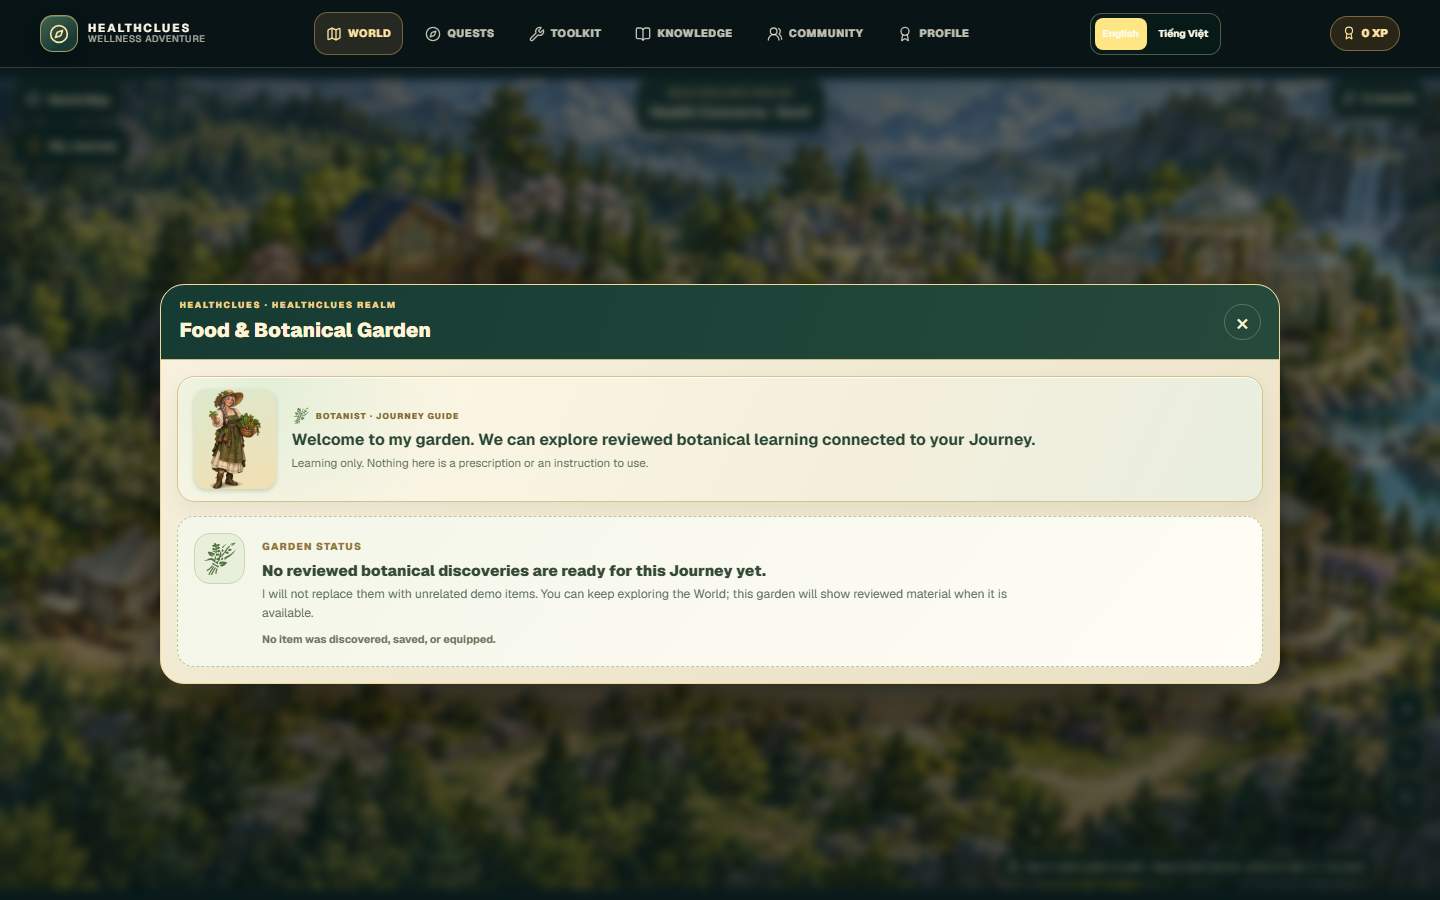 HEALTHCLUES
WELLNESS ADVENTURE
WORLD
QUESTS
TOOLKIT
KNOWLEDGE
COMMUNITY
PROFILE
English
Tiếng Việt
0 XP
HEALTHCLUES · HEALTHCLUES REALM
Food & Botanical Garden
BOTANIST · JOURNEY GUIDE
Welcome to my garden. We can explore reviewed botanical learning connected to your Journey.
Learning only. Nothing here is a prescription or an instruction to use.
GARDEN STATUS
No reviewed botanical discoveries are ready for this Journey yet.
I will not replace them with unrelated demo items. You can keep exploring the World; this garden will show reviewed material when it is
available.
No item was discovered, saved, or equipped.